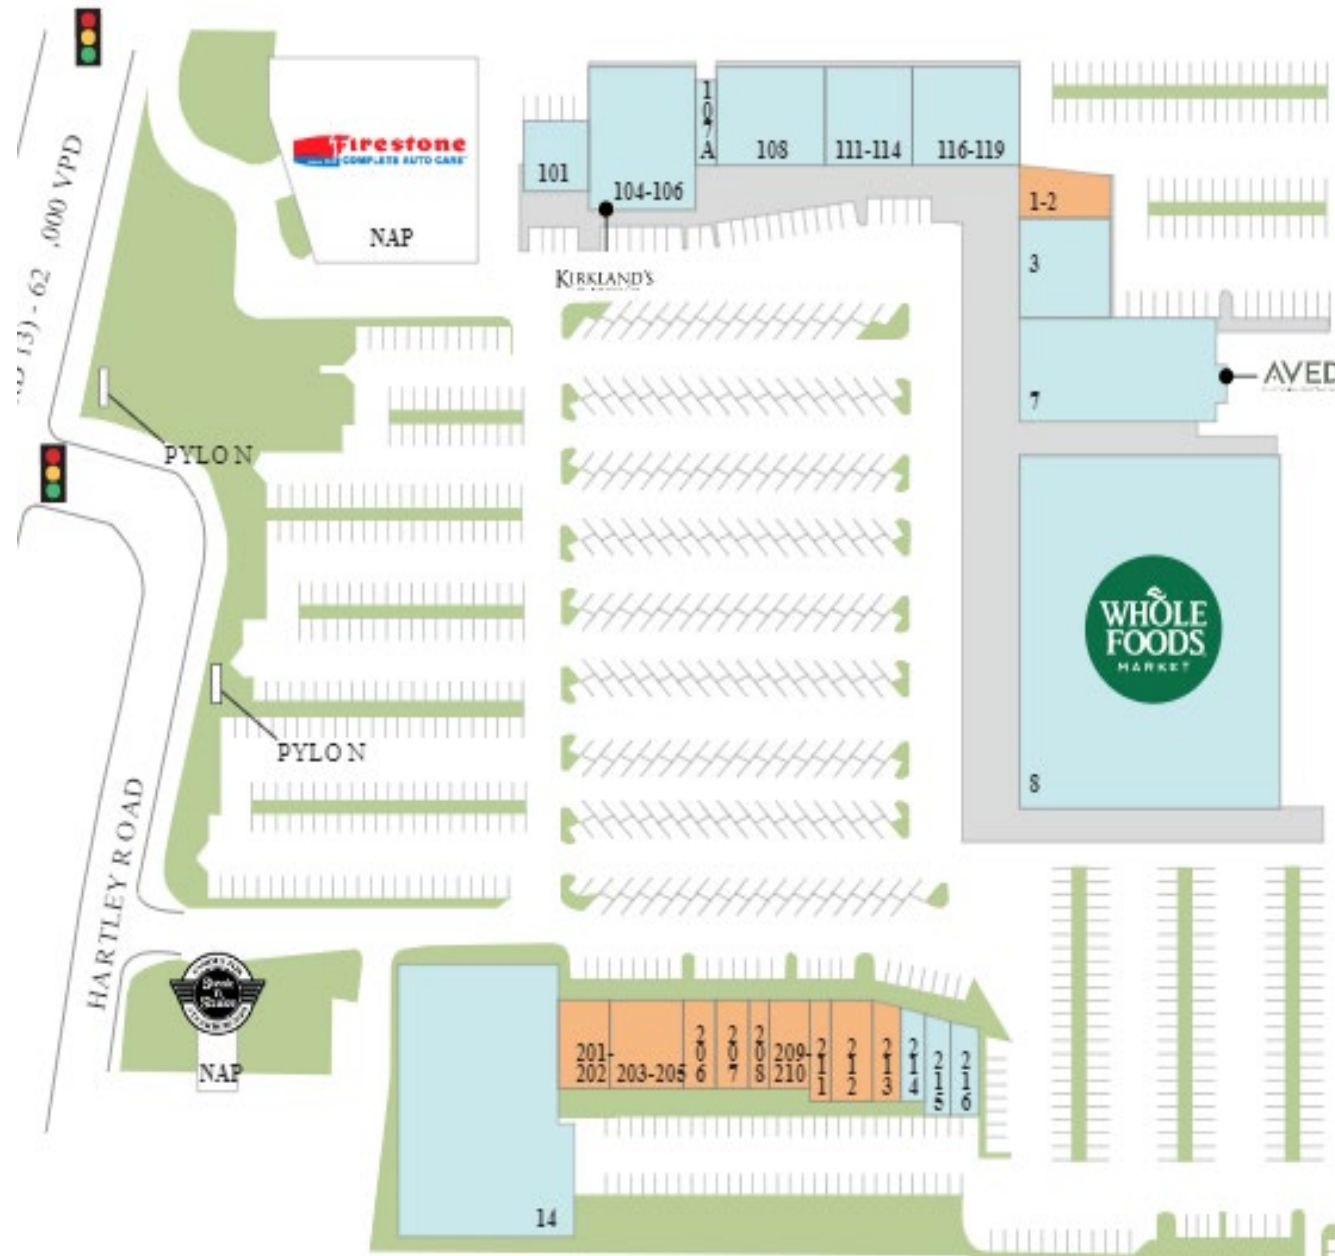 Firestone
COMPLETE AUTO CARE
NAP
101
104-106
107A
108
111-114
116-119
1-2
3
7
KIRKLAND'S
AVED
13) - 62 ,000 VPD
PYLON
PYLON
HARTLEY ROAD
WHOLE
FOODS
MARKET
8
NAP
201-
202
203-205
206
207
208
209-
210
211
212
213
214
215
216
14